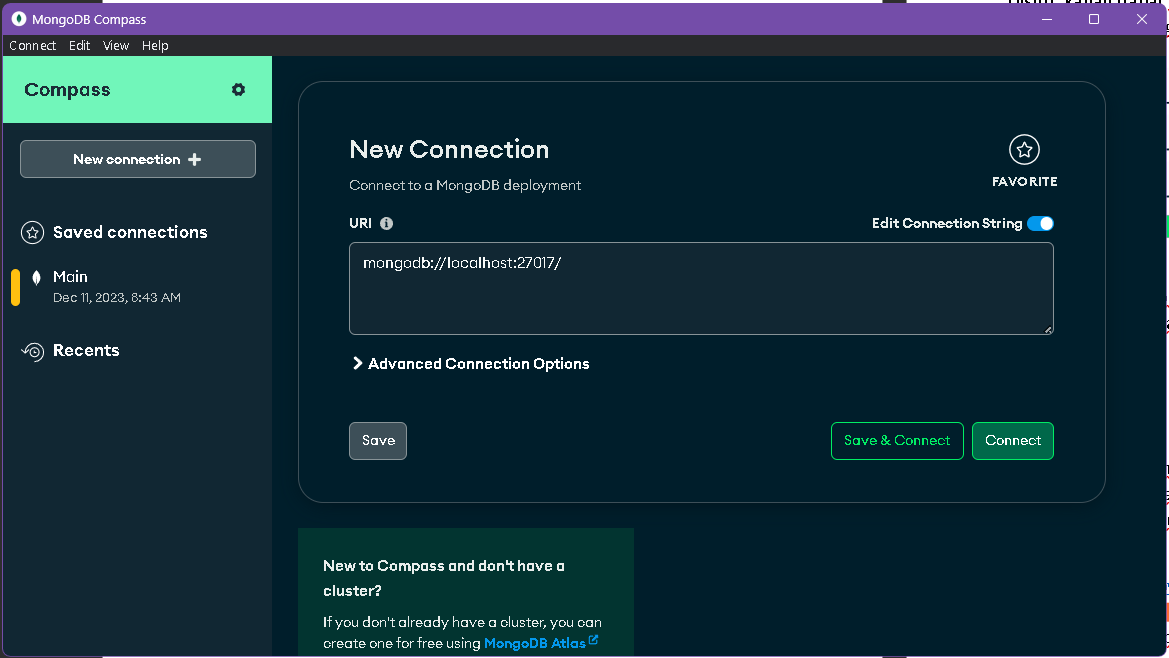 MongoDB Compass
Connect Edit View Help
Compass
New connection
Saved connections
Main
Dec 11, 2023, 8:43 AM
Recents
New Connection
Connect to a MongoDB deployment
FAVORITE
URI
Edit Connection String
mongodb://localhost:27017/
Advanced Connection Options
Save
Save & Connect
Connect
New to Compass and don't have a
cluster?
If you don't already have a cluster, you can
create one for free using MongoDB Atlas